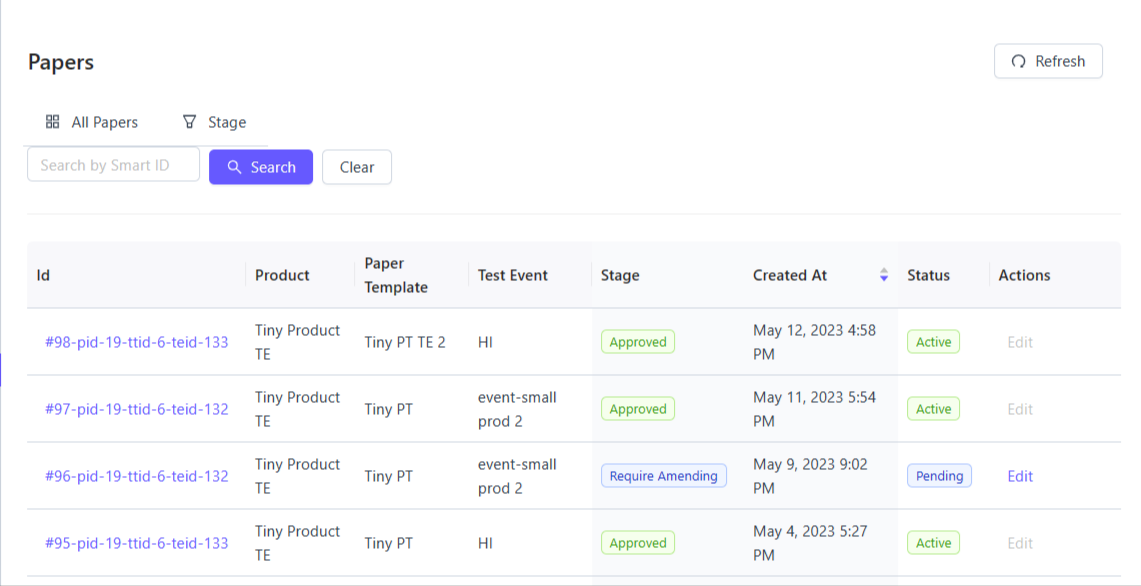 Papers
Refresh
All Papers
Stage
Search by Smart ID
Search
Clear
Id
Product
Paper
Template
Test Event
Stage
Created At
Status
Actions
#98-pid-19-ttid-6-teid-133
Tiny Product
TE
Tiny PT TE 2
HI
Approved
May 12, 2023 4:58
PM
Active
Edit
#97-pid-19-ttid-6-teid-132
Tiny Product
TE
Tiny PT
event-small
prod 2
Approved
May 11, 2023 5:54
PM
Active
Edit
#96-pid-19-ttid-6-teid-132
Tiny Product
TE
Tiny PT
event-small
prod 2
Require Amending
May 9, 2023 9:02
PM
Pending
Edit
#95-pid-19-ttid-6-teid-133
Tiny Product
TE
Tiny PT
HI
Approved
May 4, 2023 5:27
PM
Active
Edit